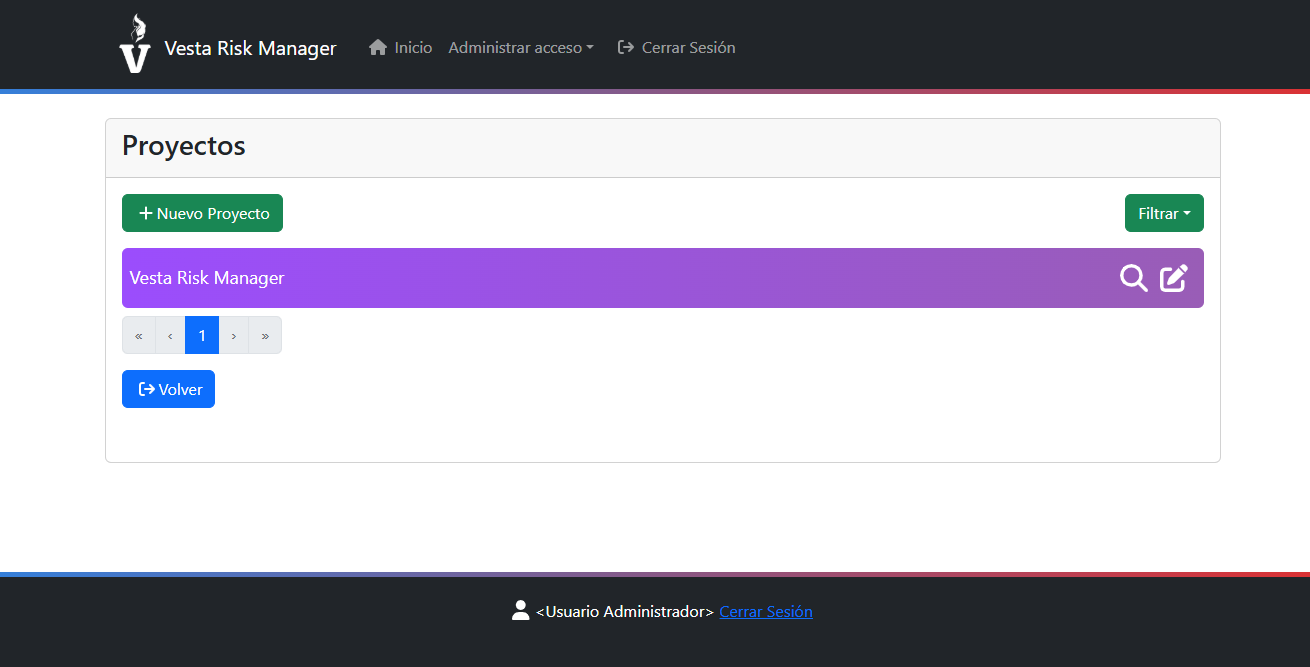 Vesta Risk Manager Inicio Administrar acceso Cerrar Sesión
Proyectos
Nuevo Proyecto Filtrar
Vesta Risk Manager
« ‹ 1 › »
Volver
<Usuario Administrador> Cerrar Sesión